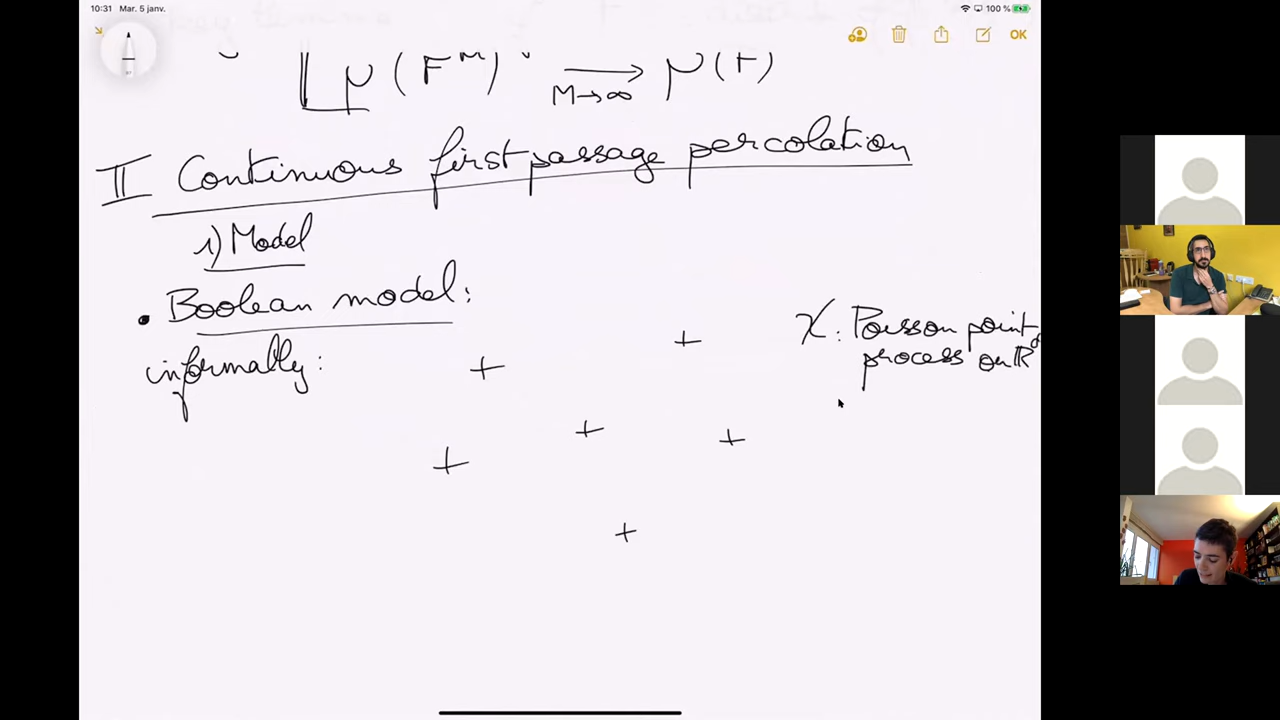 10:31 Mar. 5 janv.
100 %
OK
μ(F^M) ⟶ μ(F)
M→∞
II Continuous first passage percolation
1) Model
• Boolean model:
informally:
χ: Poisson point
process on ℝ